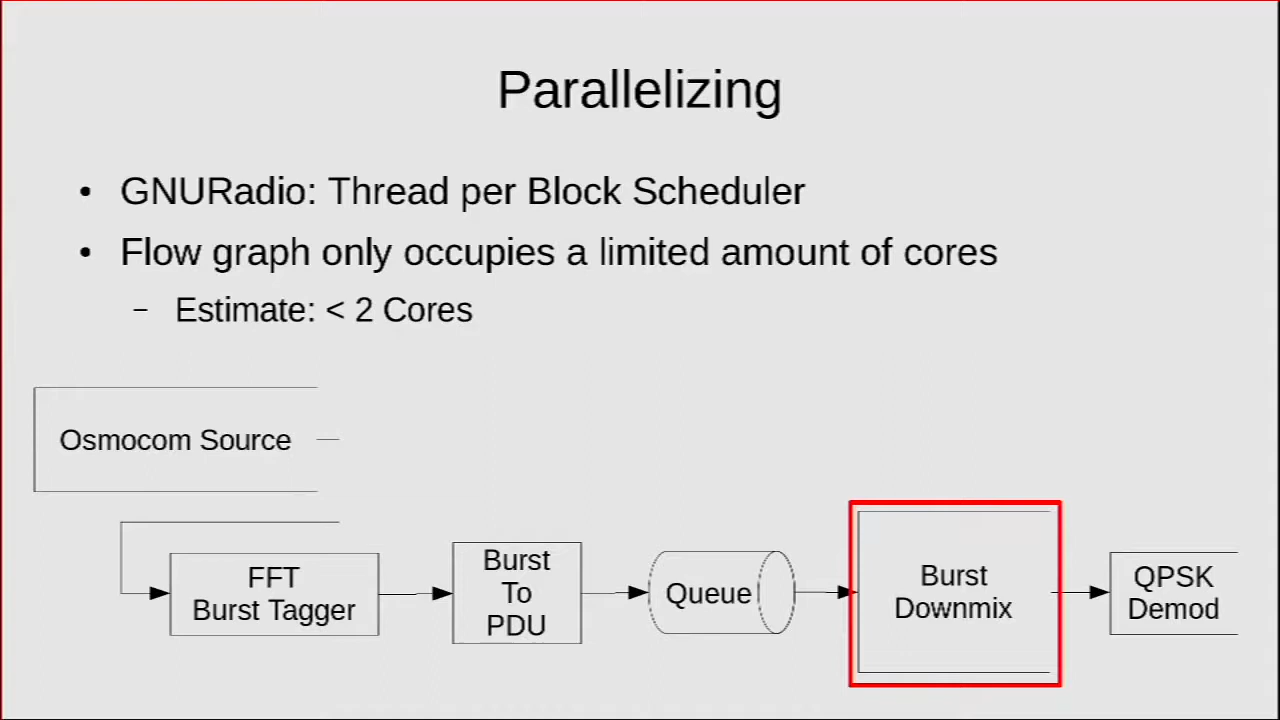 Parallelizing
• GNURadio: Thread per Block Scheduler
• Flow graph only occupies a limited amount of cores
– Estimate: < 2 Cores
Osmocom Source
FFT
Burst Tagger
Burst
To
PDU
Queue
Burst
Downmix
QPSK
Demod